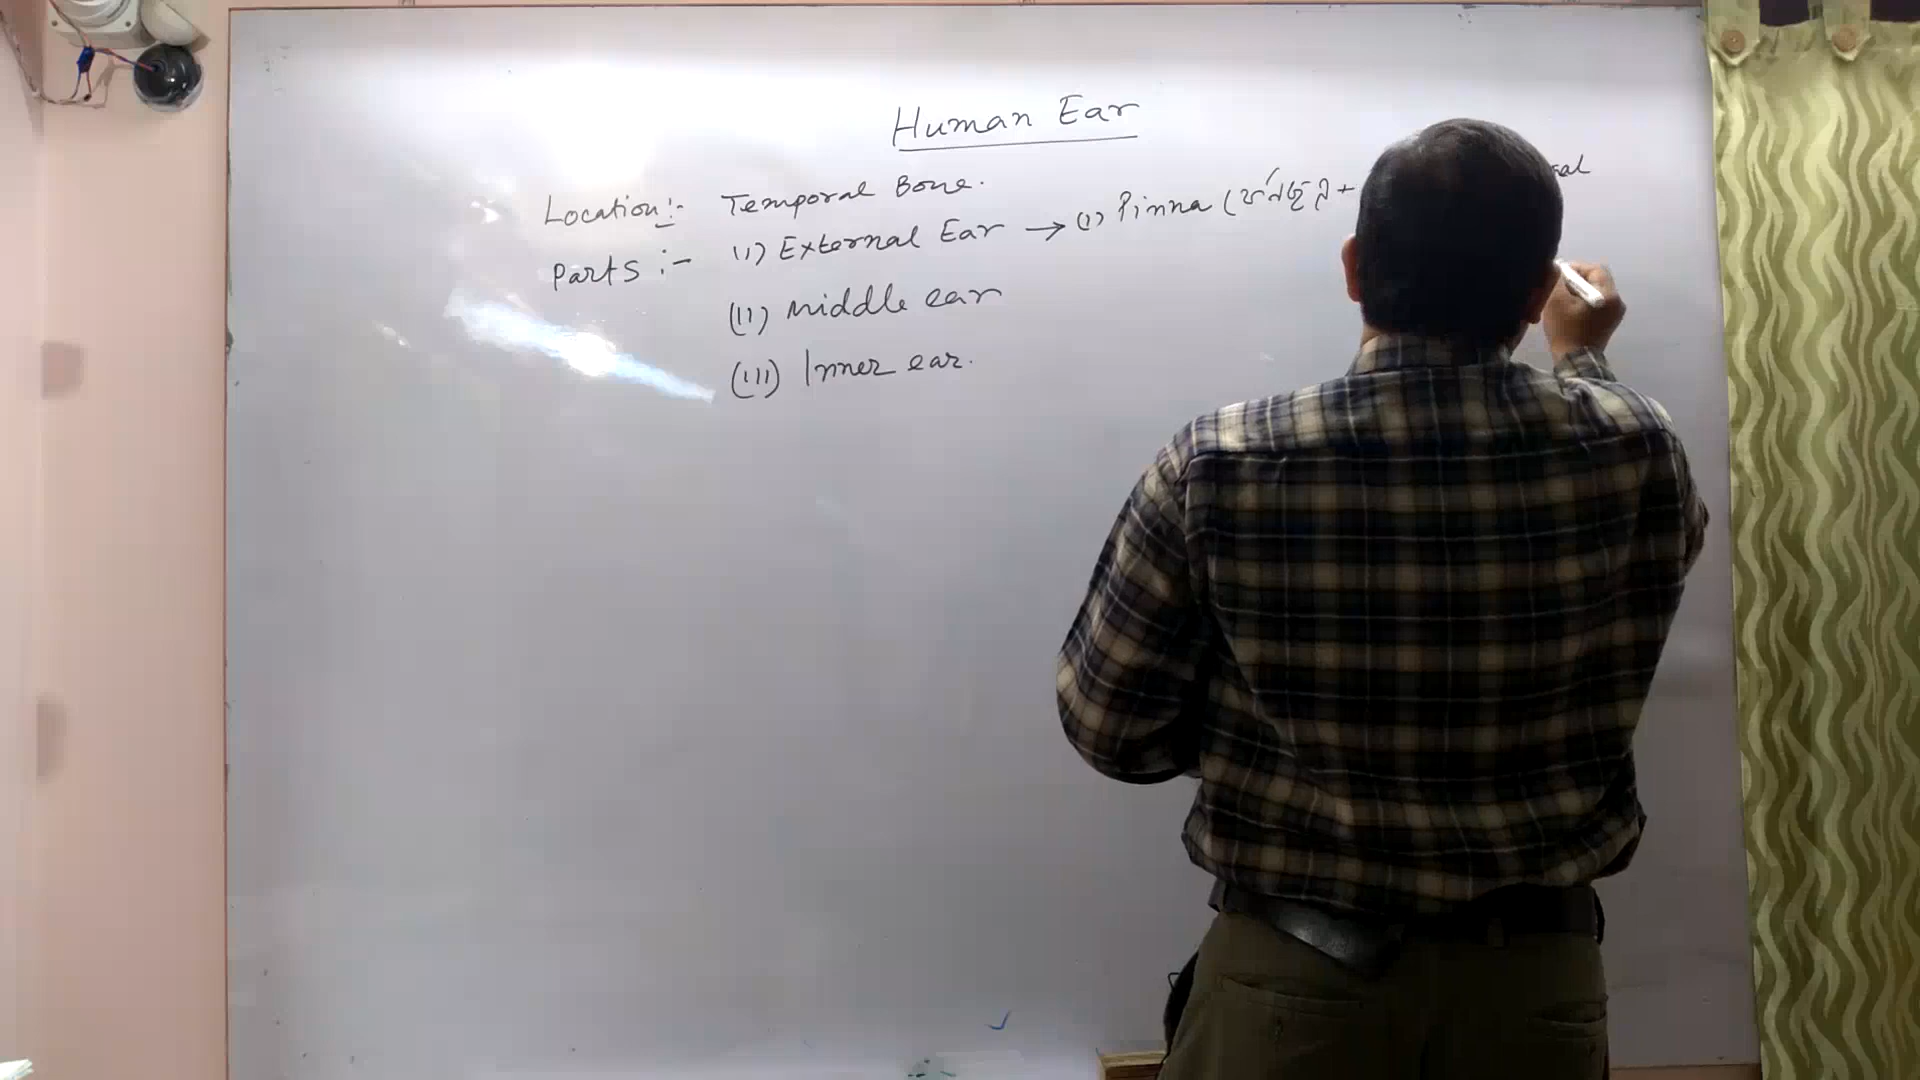 Human Ear
Location :- Temporal Bone.
Parts :- (i) External Ear → (i) Pinna (
(ii) Middle ear
(iii) Inner ear.